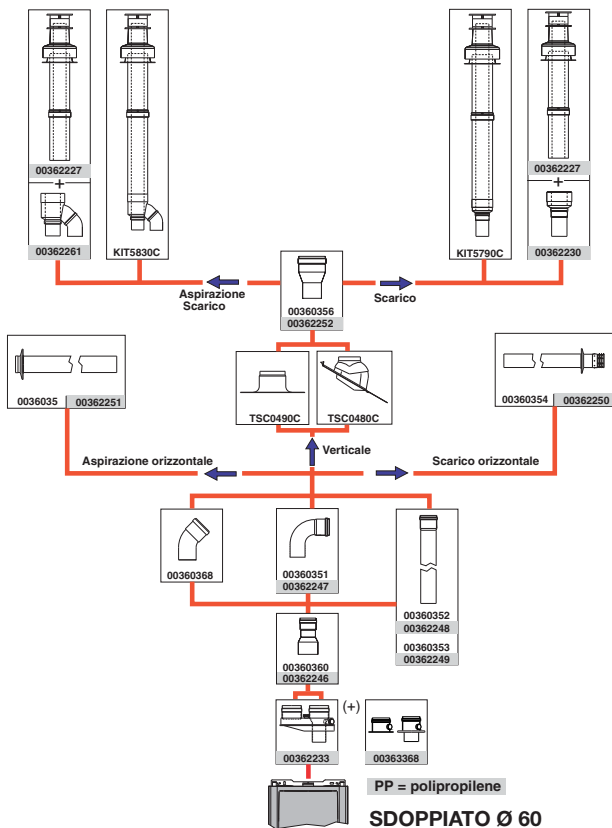 00362227
+
00362261
KIT5830C
KIT5790C
00362227
+
00362230
Aspirazione
Scarico
00360356
00362252
Scarico
0036035
00362251
TSC0490C
TSC0480C
00360354
00362250
Aspirazione orizzontale
Verticale
Scarico orizzontale
00360368
00360351
00362247
00360352
00362248
00360353
00362249
00360360
00362246
(+)
00362233
00363368
PP = polipropilene
SDOPPIATO Ø 60